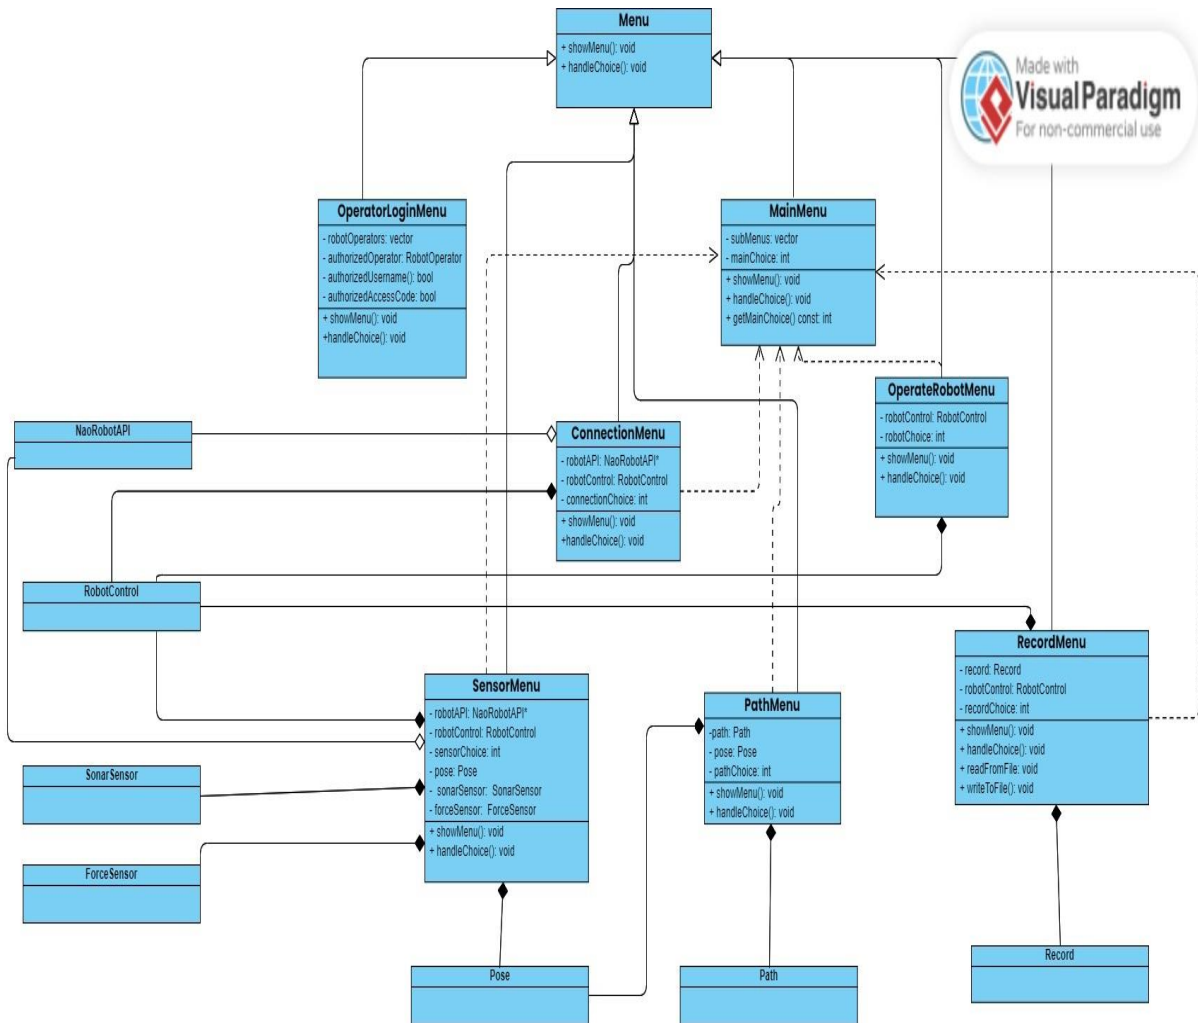 Menu
+ showMenu(): void
+ handleChoice(): void
Made with
Visual Paradigm
For non-commercial use
OperatorLoginMenu
- robotOperators: vector
- authorizedOperator: RobotOperator
- authorizedUsername(): bool
- authorizedAccessCode: bool
+ showMenu(): void
+handleChoice(): void
MainMenu
- subMenus: vector
- mainChoice: int
+ showMenu(): void
+ handleChoice(): void
+ getMainChoice() const: int
OperateRobotMenu
- robotControl: RobotControl
- robotChoice: int
+ showMenu(): void
+ handleChoice(): void
NaoRobotAPI
ConnectionMenu
- robotAPI: NaoRobotAPI*
- robotControl: RobotControl
- connectionChoice: int
+ showMenu(): void
+handleChoice(): void
RobotControl
RecordMenu
- record: Record
- robotControl: RobotControl
- recordChoice: int
+ showMenu(): void
+ handleChoice(): void
+ readFromFile: void
+ writeToFile(): void
SensorMenu
- robotAPI: NaoRobotAPI*
- robotControl: RobotControl
- sensorChoice: int
- pose: Pose
- sonarSensor: SonarSensor
- forceSensor: ForceSensor
+ showMenu(): void
+ handleChoice(): void
PathMenu
-path: Path
- pose: Pose
- pathChoice: int
+ showMenu(): void
+ handleChoice(): void
SonarSensor
ForceSensor
Pose
Path
Record